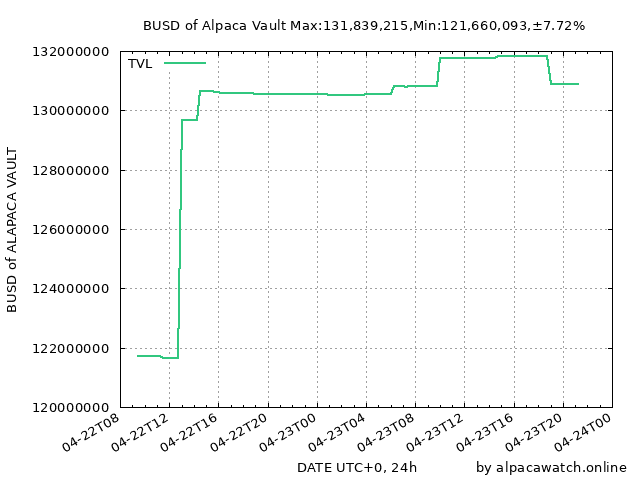 BUSD of Alpaca Vault Max:131,839,215,Min:121,660,093,±7.72%
TVL
132000000
130000000
128000000
126000000
124000000
122000000
120000000
BUSD of ALAPACA VAULT
04-22T08
04-22T12
04-22T16
04-22T20
04-23T00
04-23T04
04-23T08
04-23T12
04-23T16
04-23T20
04-24T00
DATE UTC+0, 24h
by alpacawatch.online